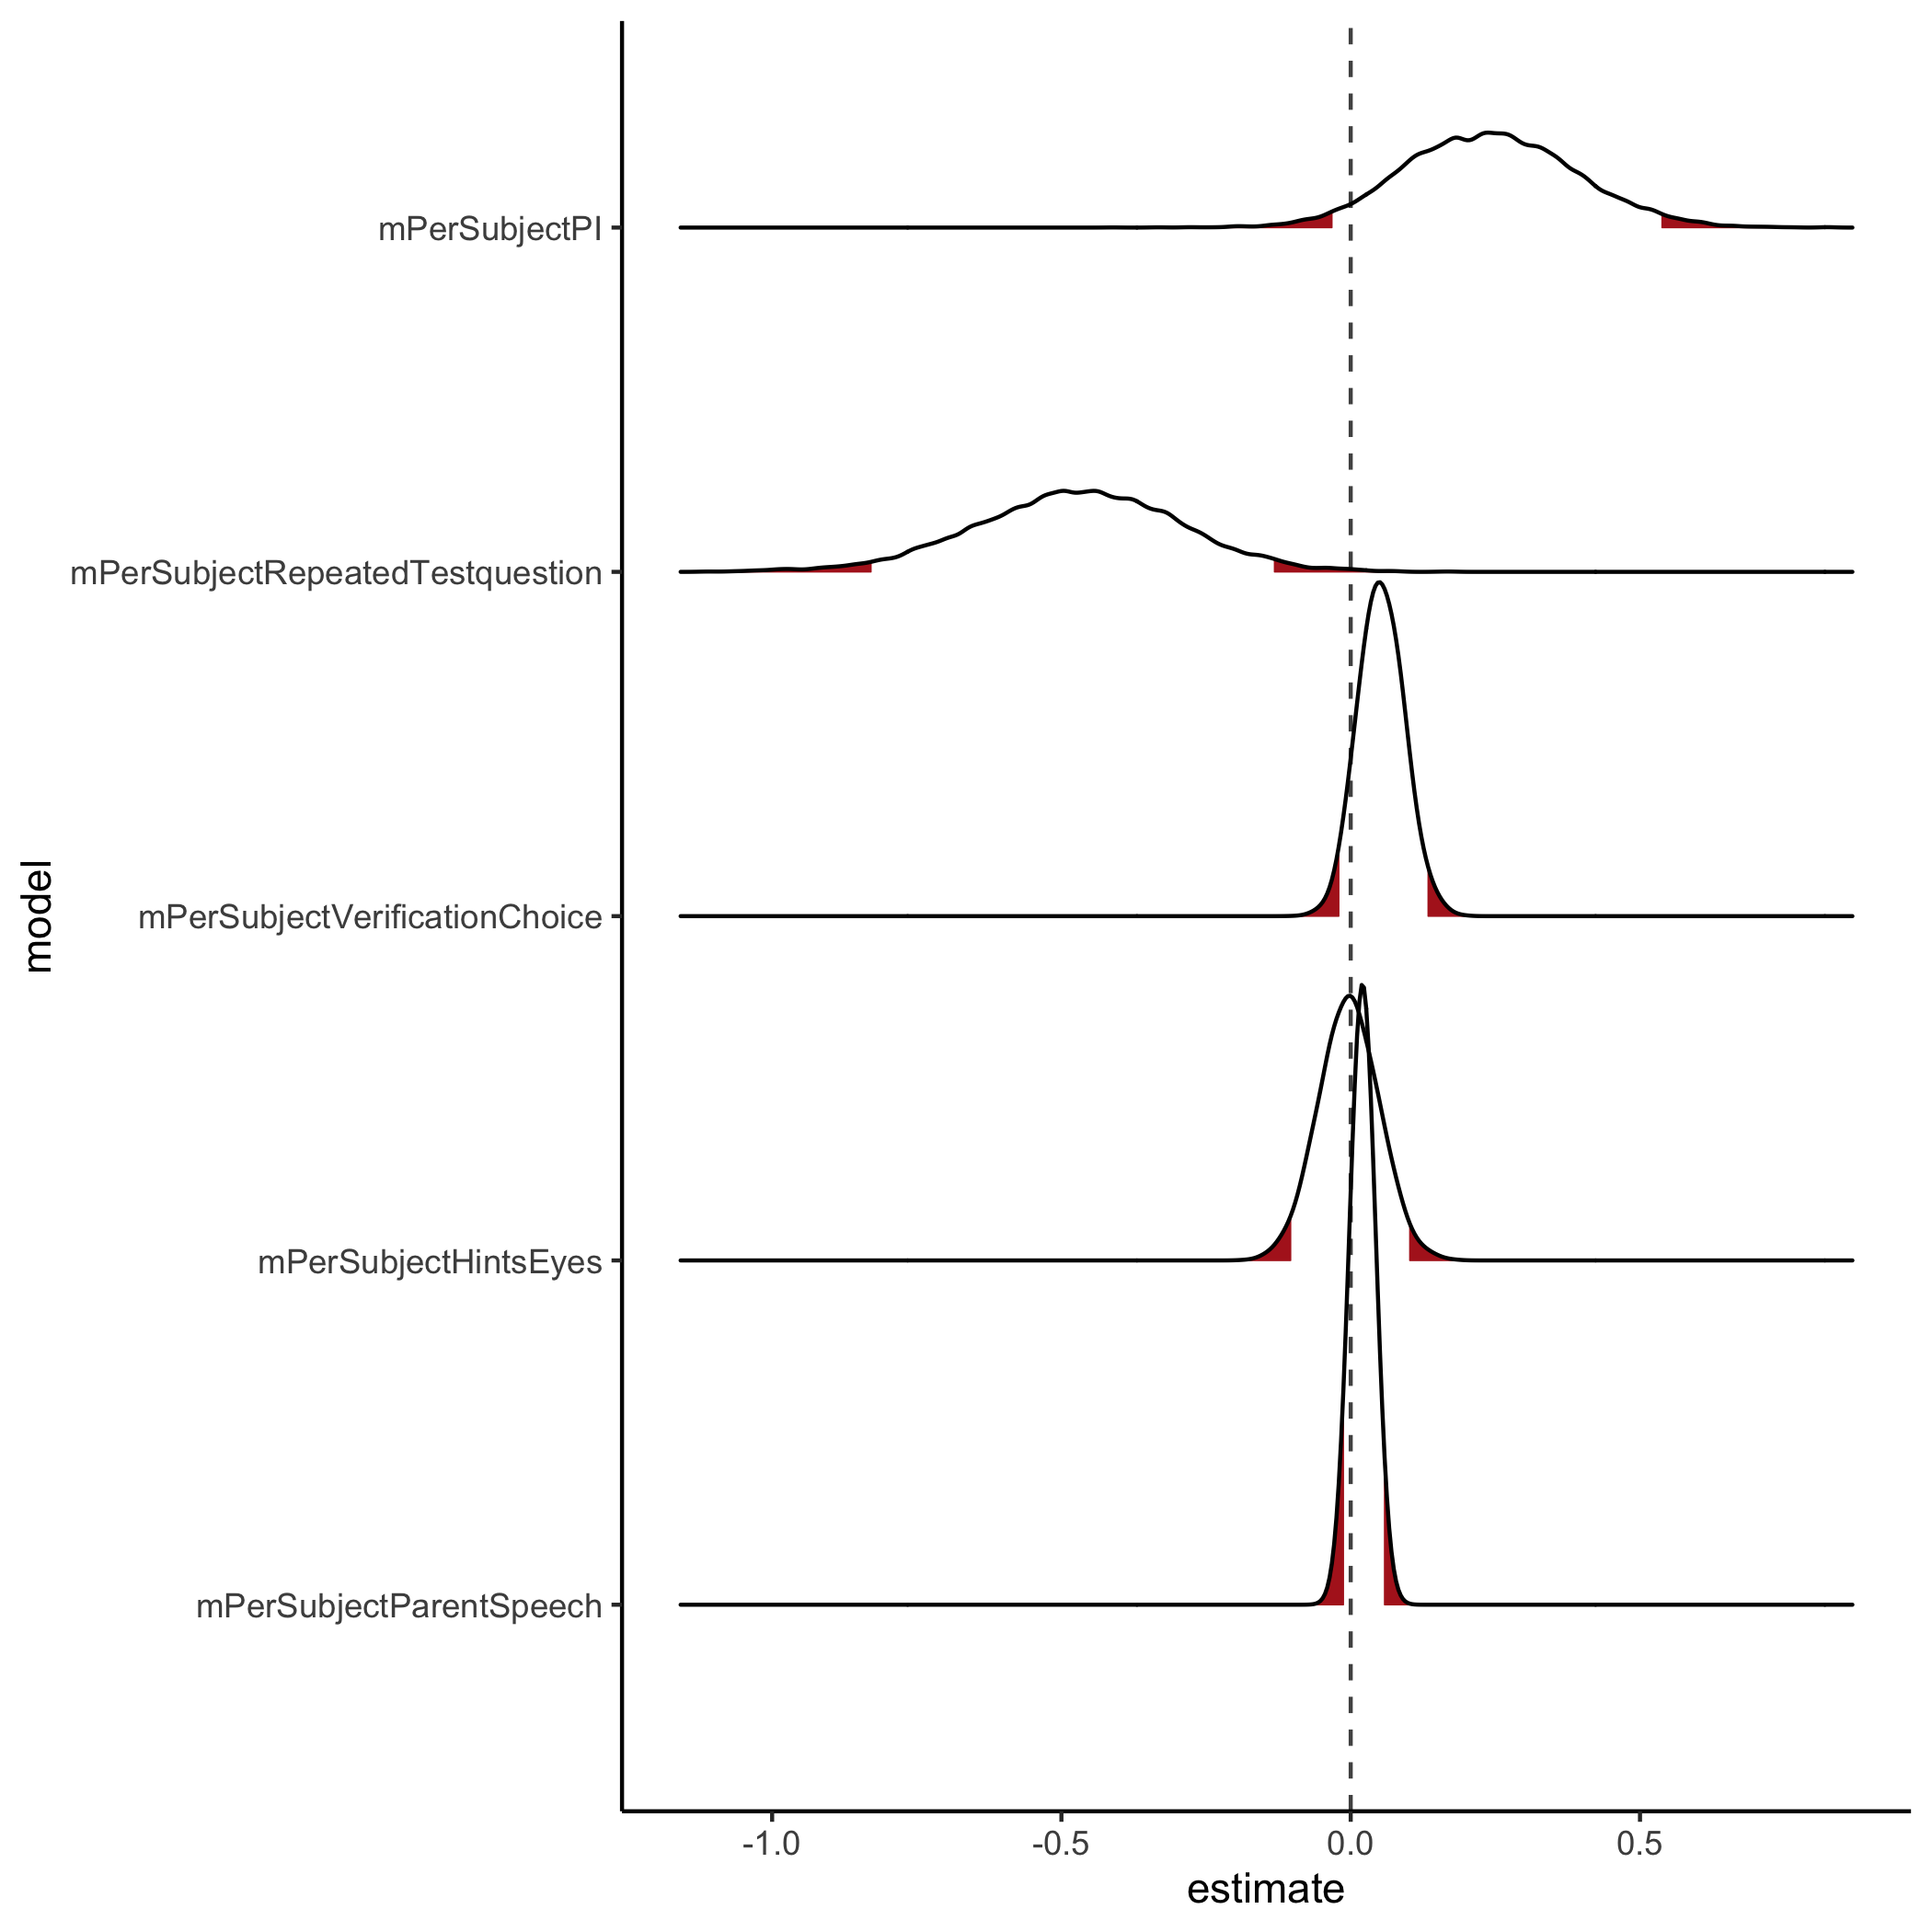 model
mPerSubjectPI
mPerSubjectRepeatedTestquestion
mPerSubjectVerificationChoice
mPerSubjectHintsEyes
mPerSubjectParentSpeech
-1.0 -0.5 0.0 0.5
estimate